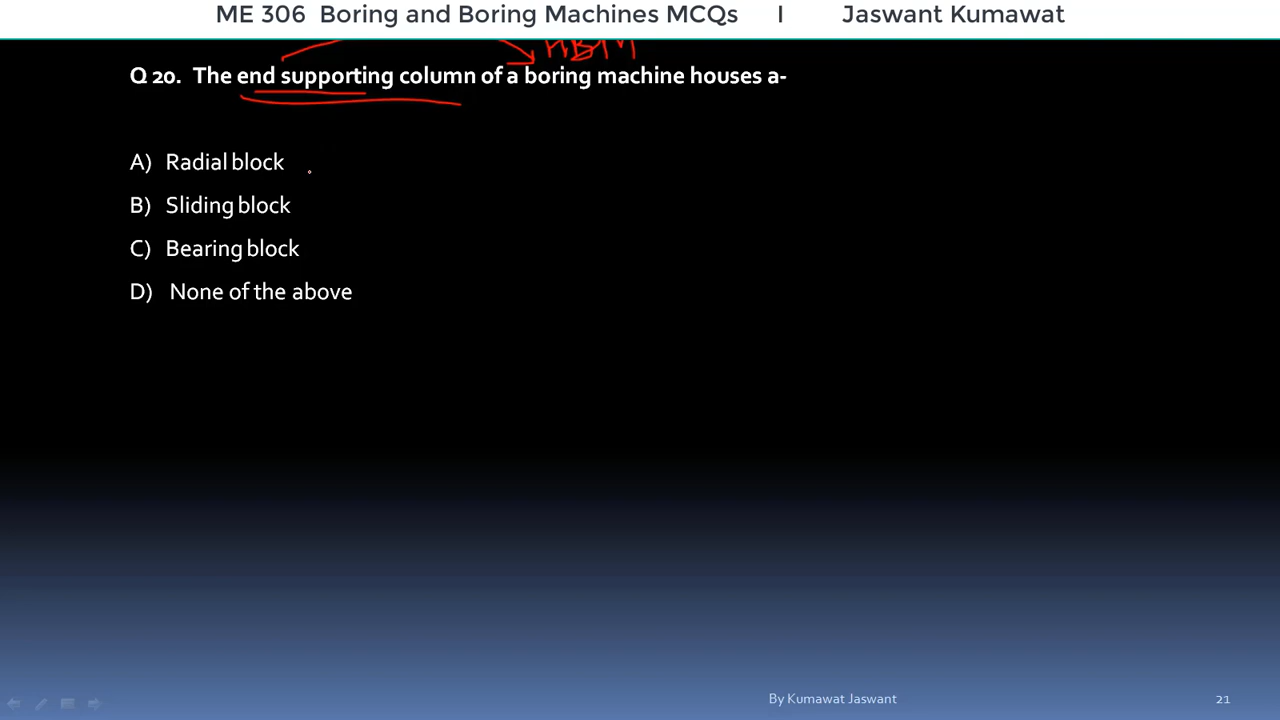 ME 306 Boring and Boring Machines MCQs I Jaswant Kumawat
HBM
Q 20. The end supporting column of a boring machine houses a-
A) Radial block
B) Sliding block
C) Bearing block
D) None of the above
By Kumawat Jaswant 21